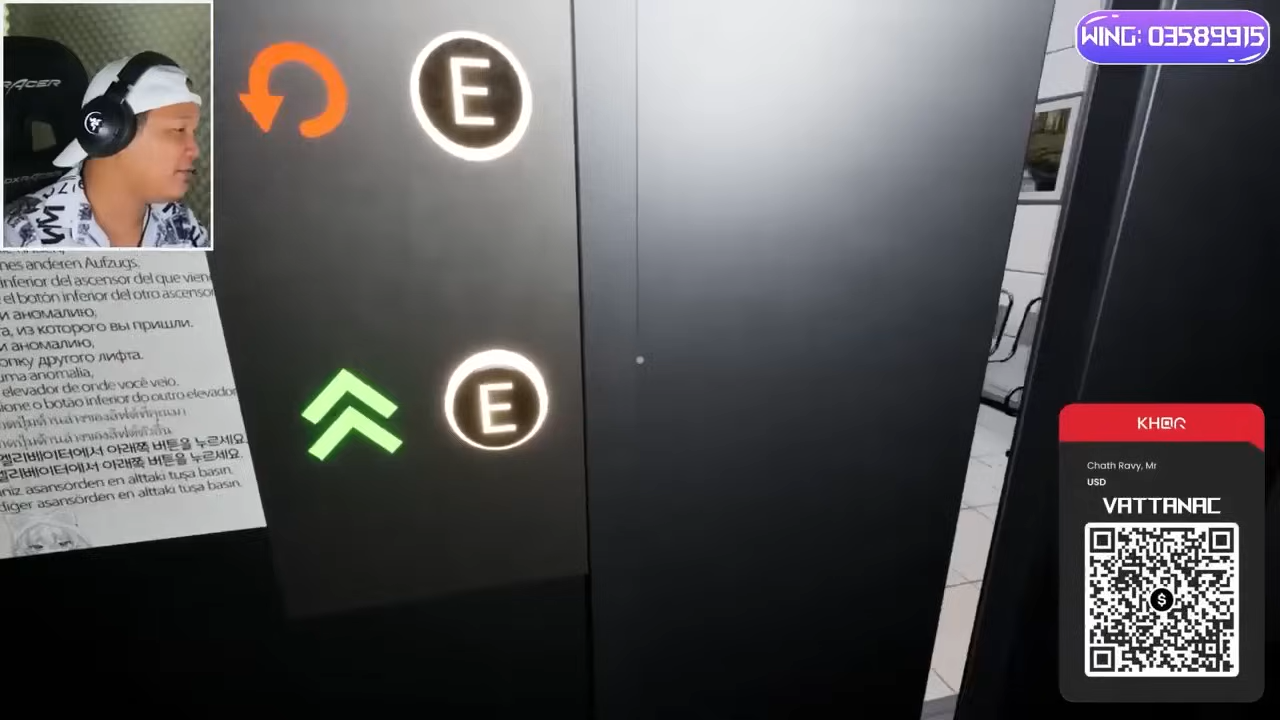 WING: 03589915
RACER
E
nes anderen Aufzugs.
inferior del ascensor del que vien
el botón inferior del otro ascensor
и аномалию,
та, из которого вы пришли.
и аномалию,
опку другого лифта.
uma anomalia,
elevador de onde você veio.
ione o botão inferior do outro elevador
엘리베이터에서 아래쪽 버튼을 누르세요.
엘리베이터에서 아래쪽 버튼을 누르세요.
niz asansörden en alttaki tuşa basın.
diğer asansörden en alttaki tuşa basın.
E
KHQR
Chath Ravy, Mr
USD
VATTANAC
$